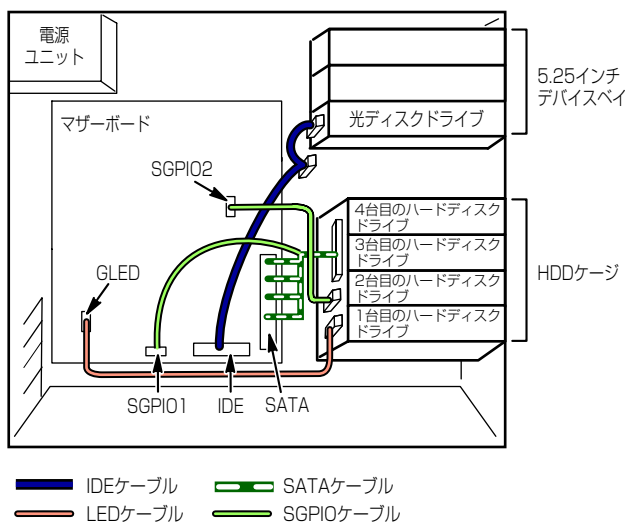 電源
ユニット
5.25インチ
デバイスベイ
光ディスクドライブ
マザーボード
SGPIO2
4台目のハードディスク
ドライブ
3台目のハードディスク
ドライブ
2台目のハードディスク
ドライブ
1台目のハードディスク
ドライブ
HDDケージ
GLED
SGPIO1
IDE
SATA
IDEケーブル
SATAケーブル
LEDケーブル
SGPIOケーブル